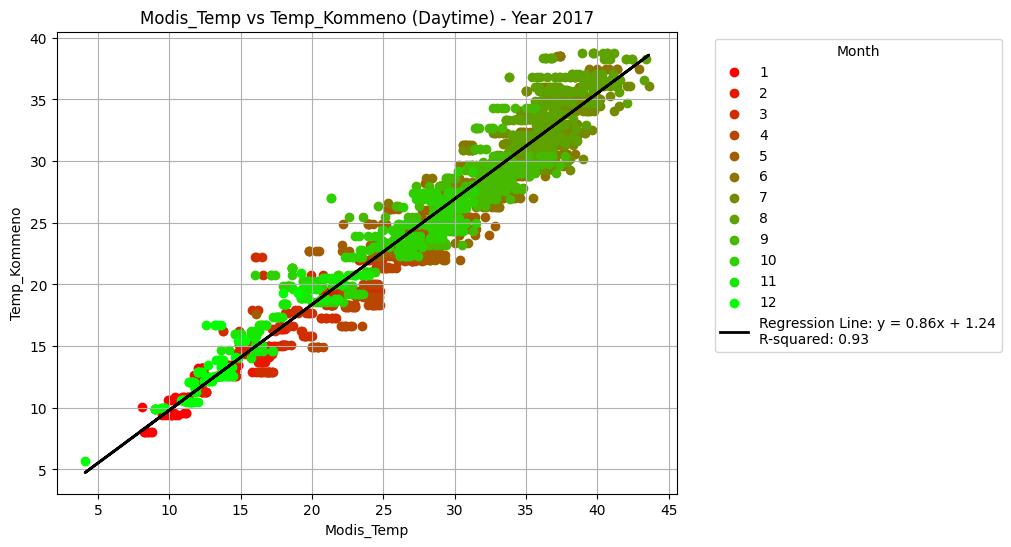 Modis_Temp vs Temp_Kommeno (Daytime) - Year 2017
Temp_Kommeno
40
35
30
25
20
15
10
5
5 10 15 20 25 30 35 40 45
Modis_Temp
Month
1
2
3
4
5
6
7
8
9
10
11
12
Regression Line: y = 0.86x + 1.24
R-squared: 0.93